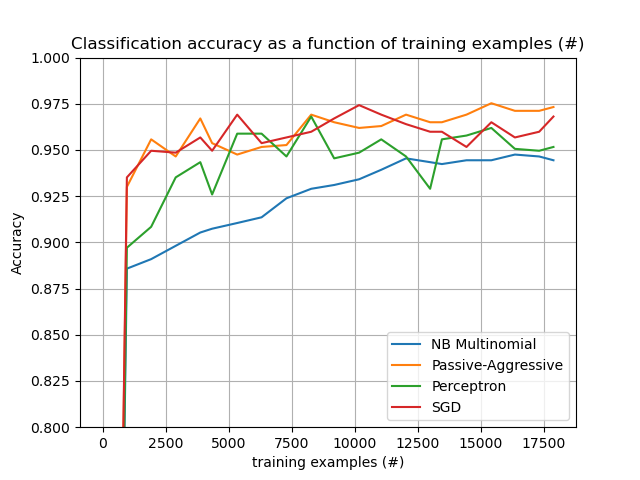 Classification accuracy as a function of training examples (#)
1.000
0.975
0.950
0.925
0.900
0.875
0.850
0.825
0.800
Accuracy
NB Multinomial
Passive-Aggressive
Perceptron
SGD
0 2500 5000 7500 10000 12500 15000 17500
training examples (#)